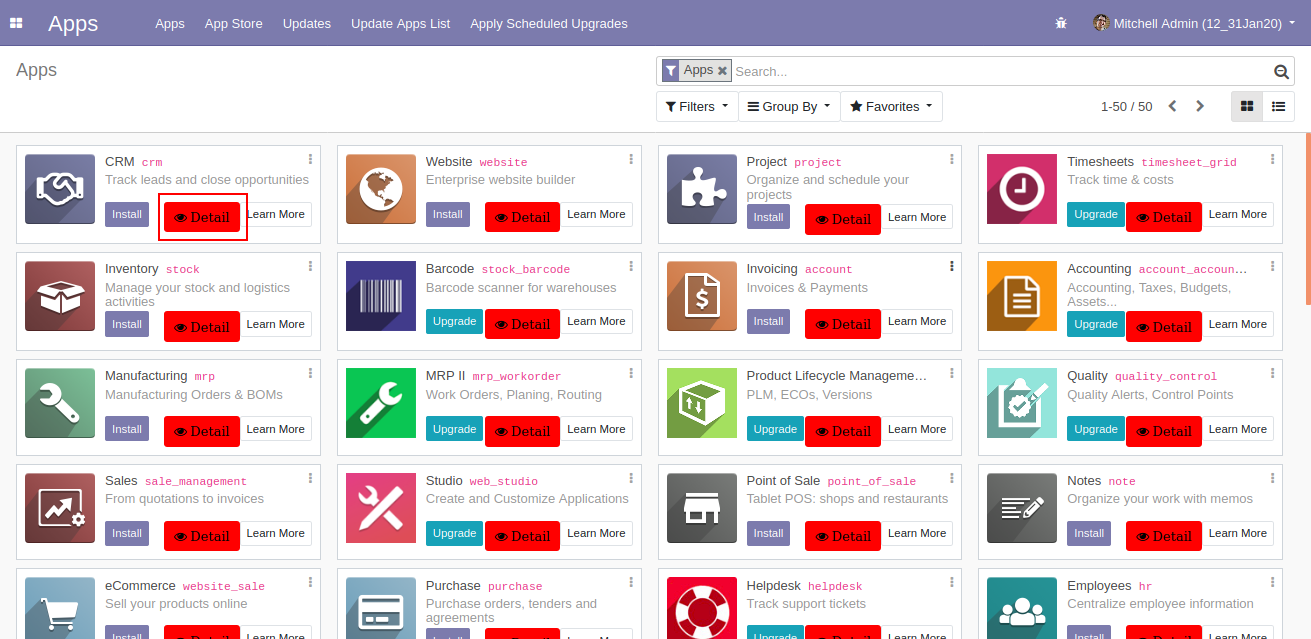 Apps Apps App Store Updates Update Apps List Apply Scheduled Upgrades Mitchell Admin (12_31Jan20)
Apps
Apps Search...
Filters Group By Favorites 1-50 / 50
CRM crm
Track leads and close opportunities
Install Detail Learn More
Website website
Enterprise website builder
Install Detail Learn More
Project project
Organize and schedule your
projects
Install Detail Learn More
Timesheets timesheet_grid
Track time & costs
Upgrade Detail Learn More
Inventory stock
Manage your stock and logistics
activities
Install Detail Learn More
Barcode stock_barcode
Barcode scanner for warehouses
Upgrade Detail Learn More
Invoicing account
Invoices & Payments
Install Detail Learn More
Accounting account_accoun...
Accounting, Taxes, Budgets,
Assets...
Upgrade Detail Learn More
Manufacturing mrp
Manufacturing Orders & BOMs
Install Detail Learn More
MRP II mrp_workorder
Work Orders, Planing, Routing
Upgrade Detail Learn More
Product Lifecycle Manageme...
PLM, ECOs, Versions
Upgrade Detail Learn More
Quality quality_control
Quality Alerts, Control Points
Upgrade Detail Learn More
Sales sale_management
From quotations to invoices
Install Detail Learn More
Studio web_studio
Create and Customize Applications
Upgrade Detail Learn More
Point of Sale point_of_sale
Tablet POS: shops and restaurants
Install Detail Learn More
Notes note
Organize your work with memos
Install Detail Learn More
eCommerce website_sale
Sell your products online
Install Detail Learn More
Purchase purchase
Purchase orders, tenders and
agreements
Install Detail Learn More
Helpdesk helpdesk
Track support tickets
Upgrade Detail Learn More
Employees hr
Centralize employee information
Install Detail Learn More